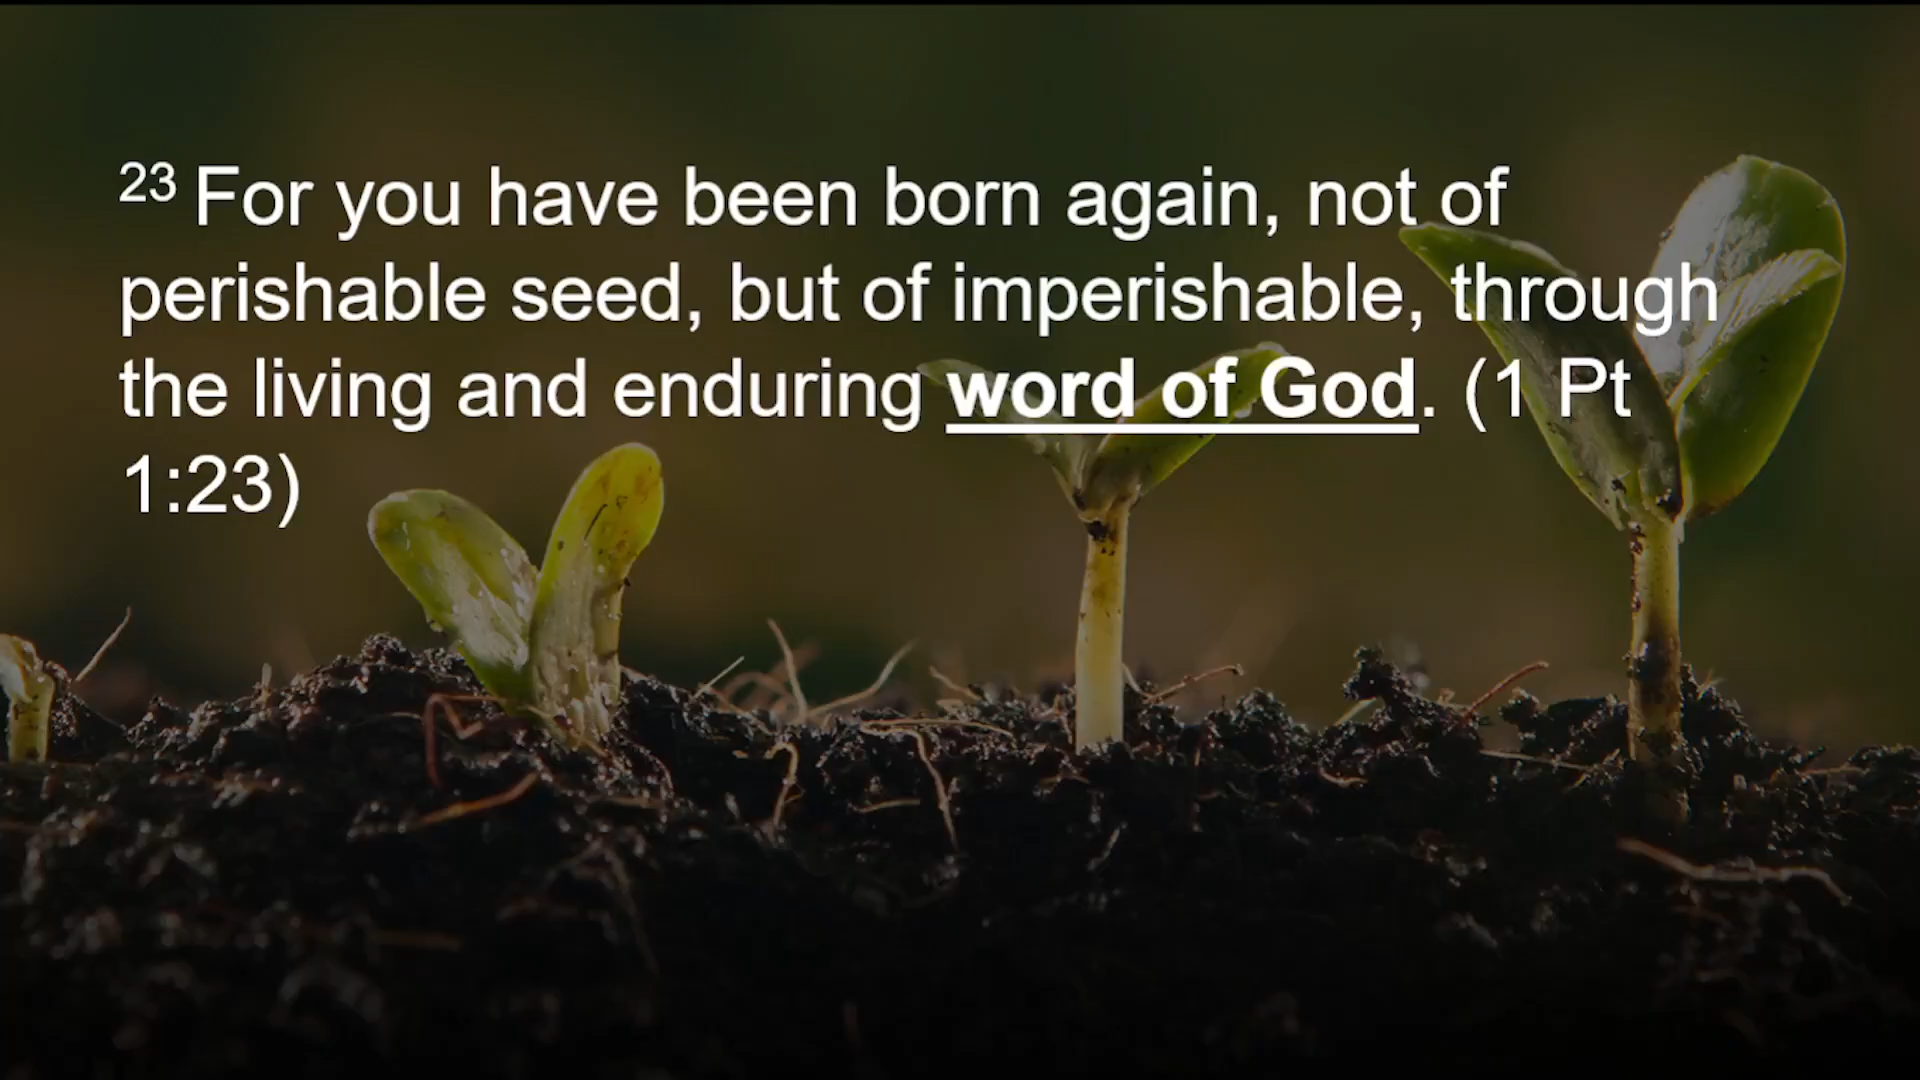 23 For you have been born again, not of
perishable seed, but of imperishable, through
the living and enduring word of God. (1 Pt
1:23)